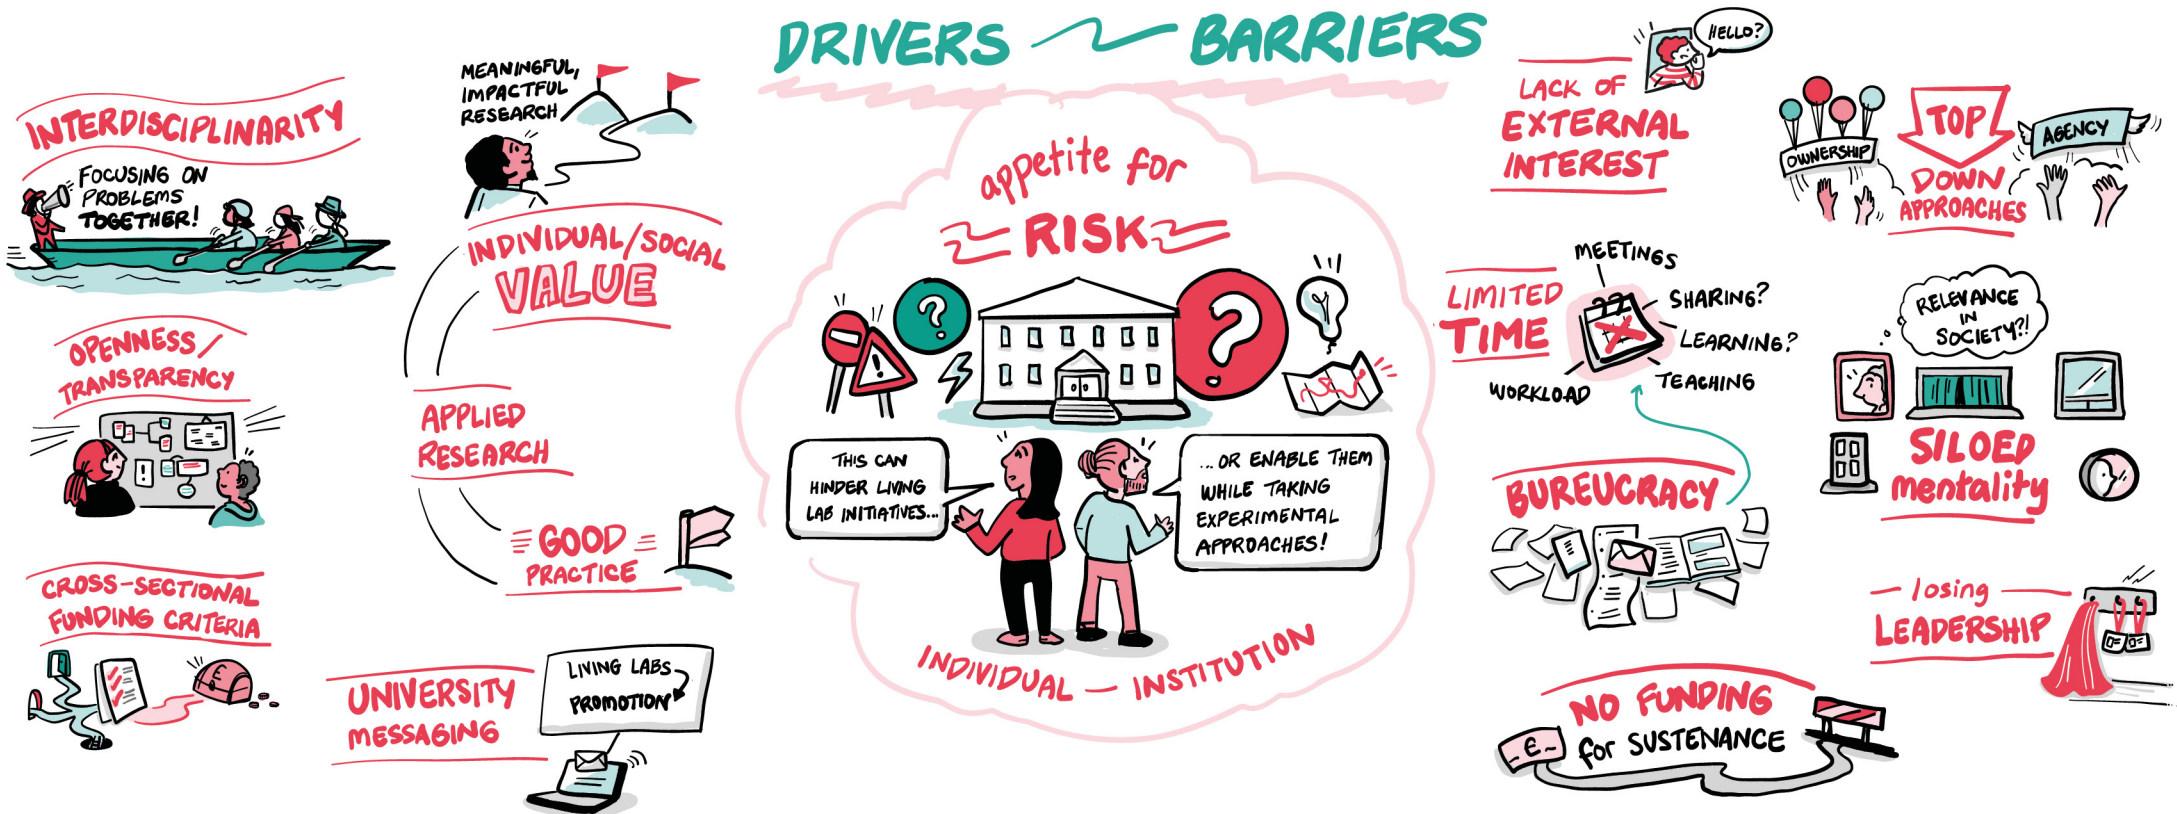 DRIVERS BARRIERS
INTERDISCIPLINARITY
FOCUSING ON
PROBLEMS
TOGETHER!
MEANINGFUL,
IMPACTFUL
RESEARCH
INDIVIDUAL/SOCIAL
VALUE
OPENNESS/
TRANSPARENCY
APPLIED
RESEARCH
GOOD
PRACTICE
CROSS-SECTIONAL
FUNDING CRITERIA
£
UNIVERSITY
MESSAGING
LIVING LABS
PROMOTION
appetite for
RISK
?
?
!
THIS CAN
HINDER LIVING
LAB INITIATIVES...
... OR ENABLE THEM
WHILE TAKING
EXPERIMENTAL
APPROACHES!
INDIVIDUAL — INSTITUTION
LACK OF
EXTERNAL
INTEREST
HELLO?
OWNERSHIP
TOP
DOWN
APPROACHES
AGENCY
LIMITED
TIME
MEETINGS
SHARING?
LEARNING?
TEACHING
WORKLOAD
RELEVANCE
IN
SOCIETY?!
SILOED
mentality
BUREUCRACY
losing
LEADERSHIP
NO FUNDING
for SUSTENANCE
£~